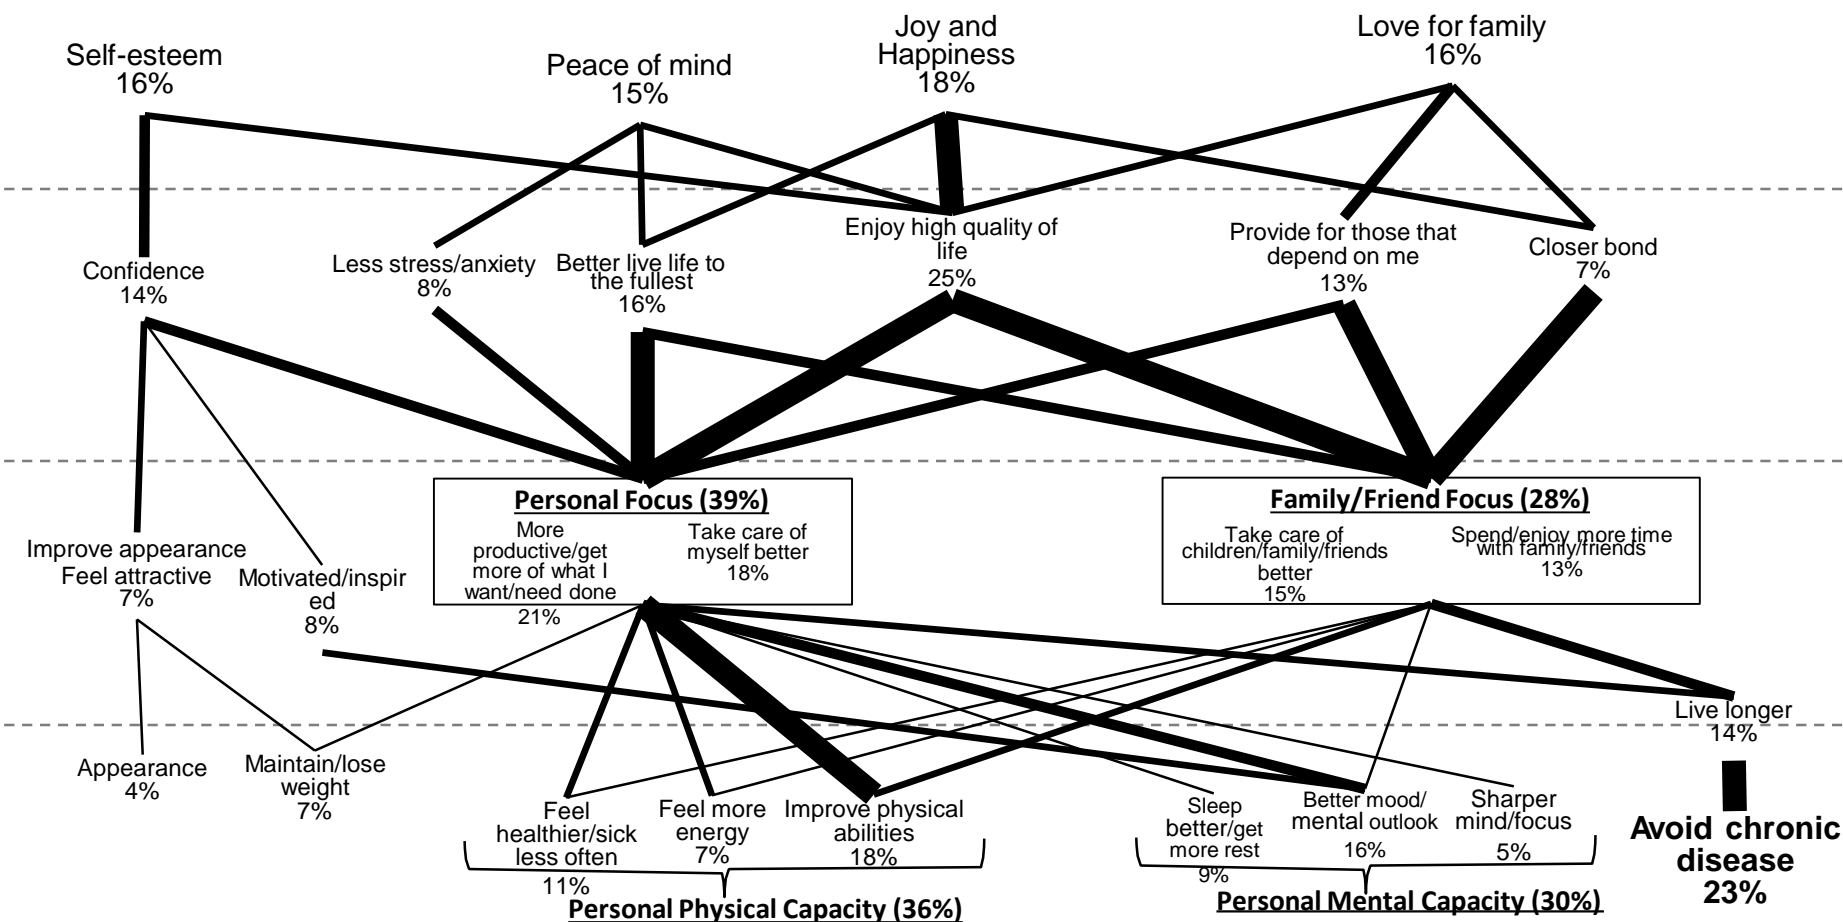 Self-esteem
16%
Peace of mind
15%
Joy and
Happiness
18%
Love for family
16%
Confidence
14%
Less stress/anxiety
8%
Better live life to
the fullest
16%
Enjoy high quality of
life
25%
Provide for those that
depend on me
13%
Closer bond
7%
Improve appearance
Feel attractive
7%
Motivated/inspir
ed
8%
Personal Focus (39%)
More
productive/get
more of what I
want/need done
21%
Take care of
myself better
18%
Family/Friend Focus (28%)
Take care of
children/family/friends
better
15%
Spend/enjoy more time
with family/friends
13%
Live longer
14%
Appearance
4%
Maintain/lose
weight
7%
Feel
healthier/sick
less often
11%
Feel more
energy
7%
Improve physical
abilities
18%
Personal Physical Capacity (36%)
Sleep
better/get
more rest
9%
Better mood/
mental outlook
16%
Sharper
mind/focus
5%
Personal Mental Capacity (30%)
Avoid chronic
disease
23%